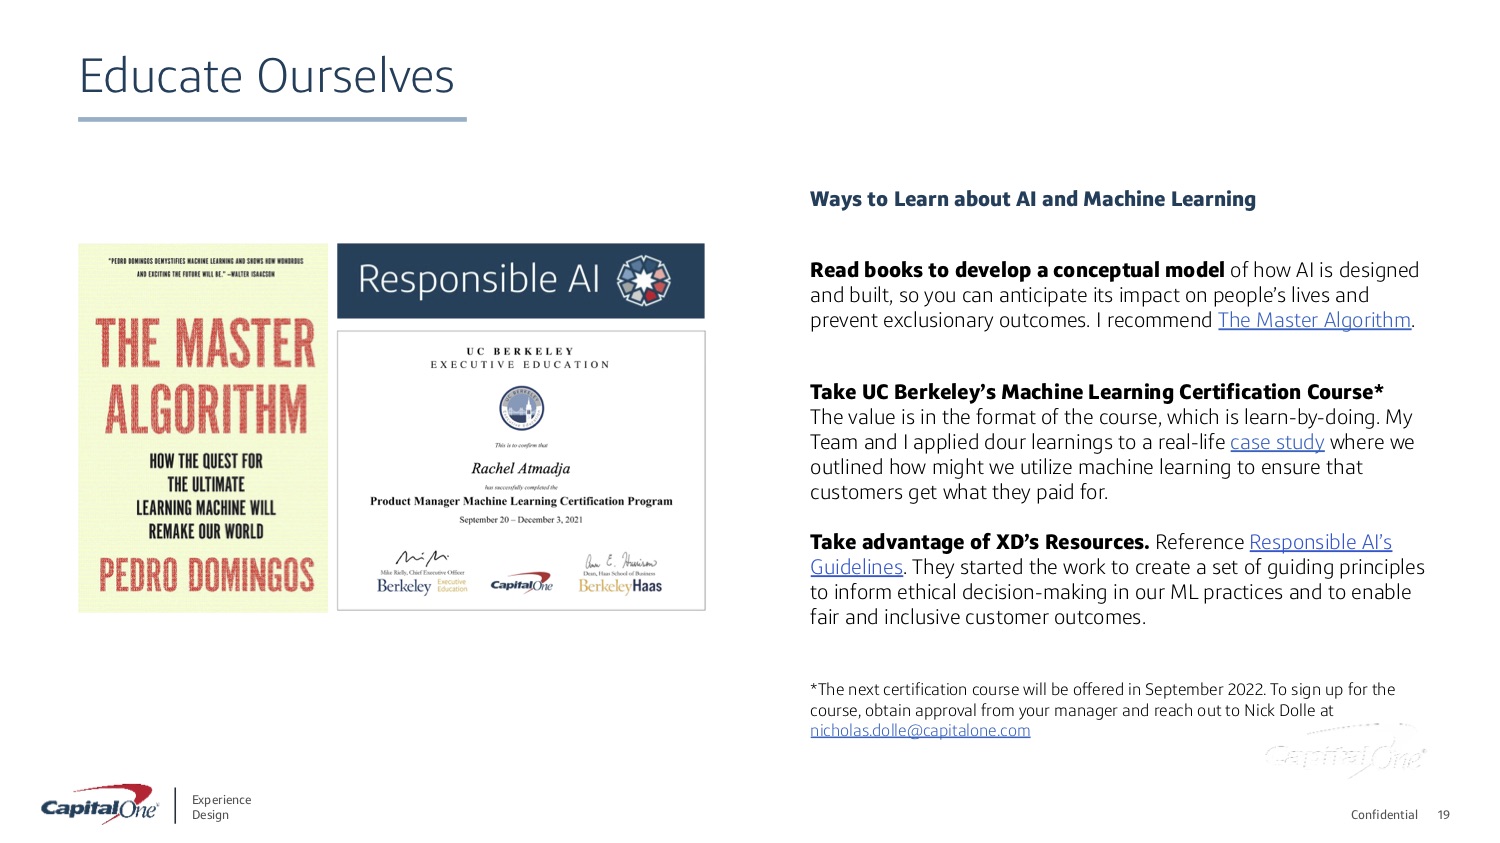 Educate Ourselves
"PEDRO DOMINGOS DEMYSTIFIES MACHINE LEARNING AND SHOWS HOW WONDROUS
AND EXCITING THE FUTURE WILL BE." –WALTER ISAACSON
THE MASTER
ALGORITHM
HOW THE QUEST FOR
THE ULTIMATE
LEARNING MACHINE WILL
REMAKE OUR WORLD
PEDRO DOMINGOS
Responsible AI
UC BERKELEY
EXECUTIVE EDUCATION
This is to confirm that
Rachel Atmadja
has successfully completed the
Product Manager Machine Learning Certification Program
September 20 – December 3, 2021
Mike Rielly, Chief Executive Officer
Dean, Haas School of Business
Berkeley Executive Education
Capital One
BerkeleyHaas
Ways to Learn about AI and Machine Learning
Read books to develop a conceptual model of how AI is designed
and built, so you can anticipate its impact on people's lives and
prevent exclusionary outcomes. I recommend The Master Algorithm.
Take UC Berkeley's Machine Learning Certification Course*
The value is in the format of the course, which is learn-by-doing. My
Team and I applied dour learnings to a real-life case study where we
outlined how might we utilize machine learning to ensure that
customers get what they paid for.
Take advantage of XD's Resources. Reference Responsible AI's
Guidelines. They started the work to create a set of guiding principles
to inform ethical decision-making in our ML practices and to enable
fair and inclusive customer outcomes.
*The next certification course will be offered in September 2022. To sign up for the
course, obtain approval from your manager and reach out to Nick Dolle at
nicholas.dolle@capitalone.com
Capital One
Capital One
Experience
Design
Confidential 19